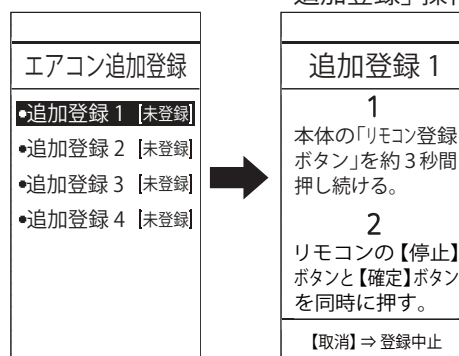 エアコン追加登録
•追加登録 1 [未登録]
•追加登録 2 [未登録]
•追加登録 3 [未登録]
•追加登録 4 [未登録]
追加登録 1
1
本体の「リモコン登録
ボタン」を約3秒間
押し続ける。
2
リモコンの【停止】
ボタンと【確定】ボタン
を同時に押す。
【取消】⇒ 登録中止